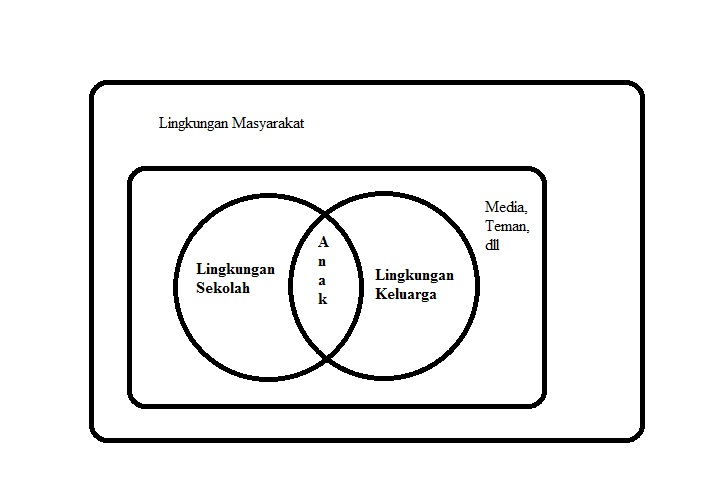 Lingkungan Masyarakat
Media,
Teman,
dll
Lingkungan
Sekolah
A
n
a
k
Lingkungan
Keluarga